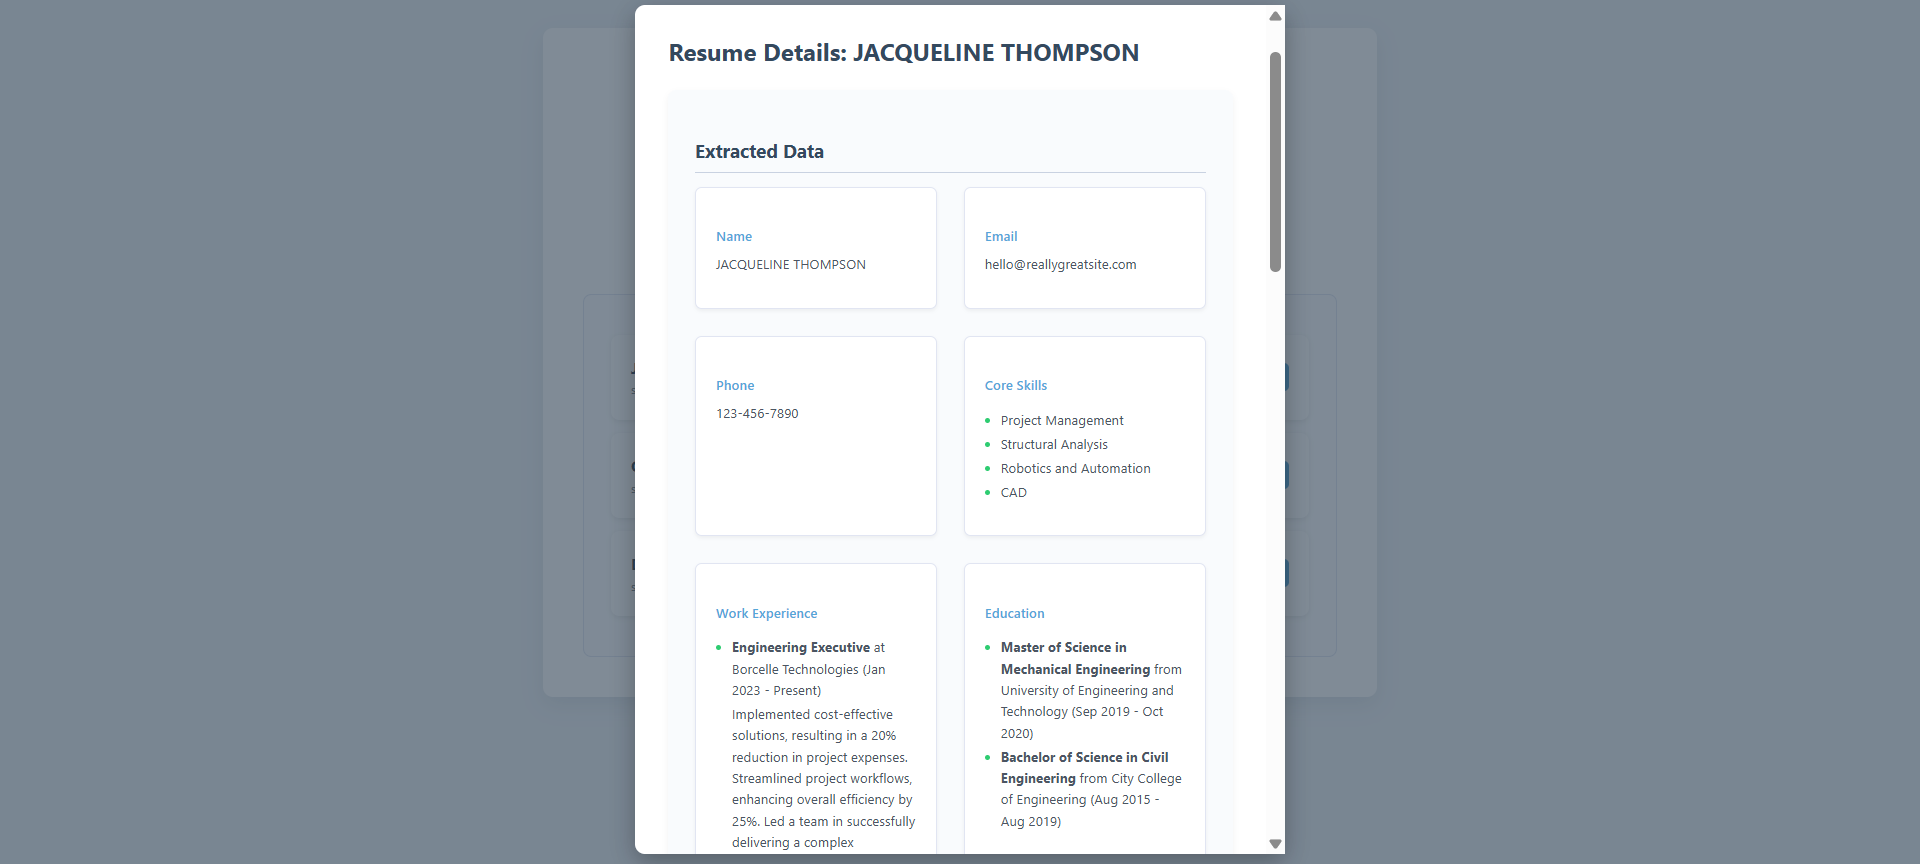 Resume Details: JACQUELINE THOMPSON
Extracted Data
Name
JACQUELINE THOMPSON
Email
hello@reallygreatsite.com
Phone
123-456-7890
Core Skills
Project Management
Structural Analysis
Robotics and Automation
CAD
Work Experience
Engineering Executive at
Borcelle Technologies (Jan
2023 - Present)
Implemented cost-effective
solutions, resulting in a 20%
reduction in project expenses.
Streamlined project workflows,
enhancing overall efficiency by
25%. Led a team in successfully
delivering a complex
Education
Master of Science in
Mechanical Engineering from
University of Engineering and
Technology (Sep 2019 - Oct
2020)
Bachelor of Science in Civil
Engineering from City College
of Engineering (Aug 2015 -
Aug 2019)